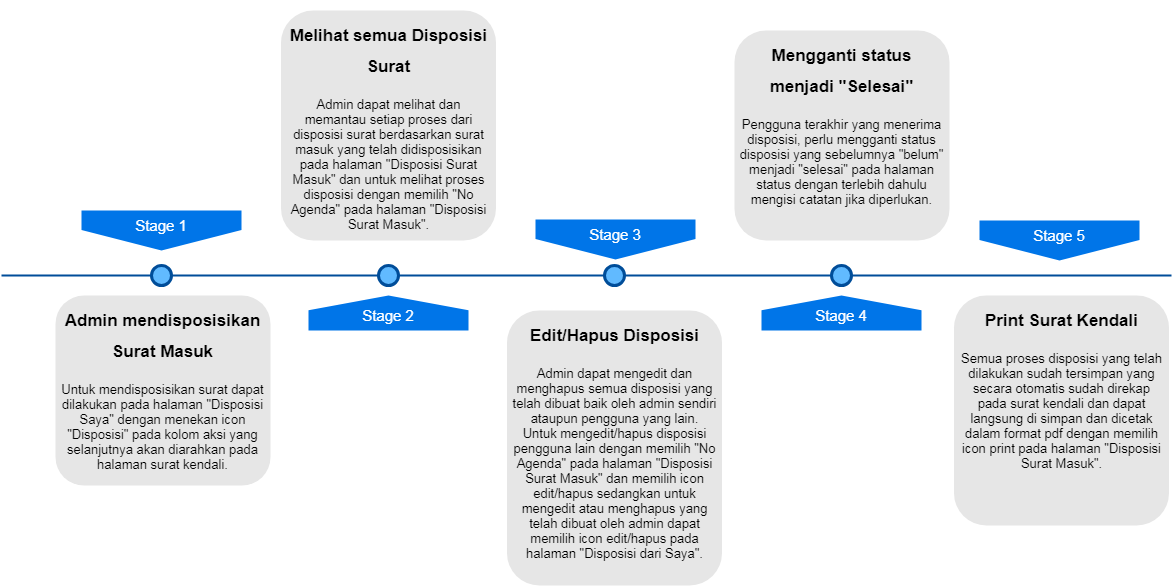 Stage 1
Admin mendisposisikan
Surat Masuk
Untuk mendisposisikan surat dapat
dilakukan pada halaman "Disposisi
Saya" dengan menekan icon
"Disposisi" pada kolom aksi yang
selanjutnya akan diarahkan pada
halaman surat kendali.
Melihat semua Disposisi
Surat
Admin dapat melihat dan
memantau setiap proses dari
disposisi surat berdasarkan surat
masuk yang telah didisposisikan
pada halaman "Disposisi Surat
Masuk" dan untuk melihat proses
disposisi dengan memilih "No
Agenda" pada halaman "Disposisi
Surat Masuk".
Stage 2
Stage 3
Edit/Hapus Disposisi
Admin dapat mengedit dan
menghapus semua disposisi yang
telah dibuat baik oleh admin sendiri
ataupun pengguna yang lain.
Untuk mengedit/hapus disposisi
pengguna lain dengan memilih "No
Agenda" pada halaman "Disposisi
Surat Masuk" dan memilih icon
edit/hapus sedangkan untuk
mengedit atau menghapus yang
telah dibuat oleh admin dapat
memilih icon edit/hapus pada
halaman "Disposisi dari Saya".
Mengganti status
menjadi "Selesai"
Pengguna terakhir yang menerima
disposisi, perlu mengganti status
disposisi yang sebelumnya "belum"
menjadi "selesai" pada halaman
status dengan terlebih dahulu
mengisi catatan jika diperlukan.
Stage 4
Stage 5
Print Surat Kendali
Semua proses disposisi yang telah
dilakukan sudah tersimpan yang
secara otomatis sudah direkap
pada surat kendali dan dapat
langsung di simpan dan dicetak
dalam format pdf dengan memilih
icon print pada halaman "Disposisi
Surat Masuk".